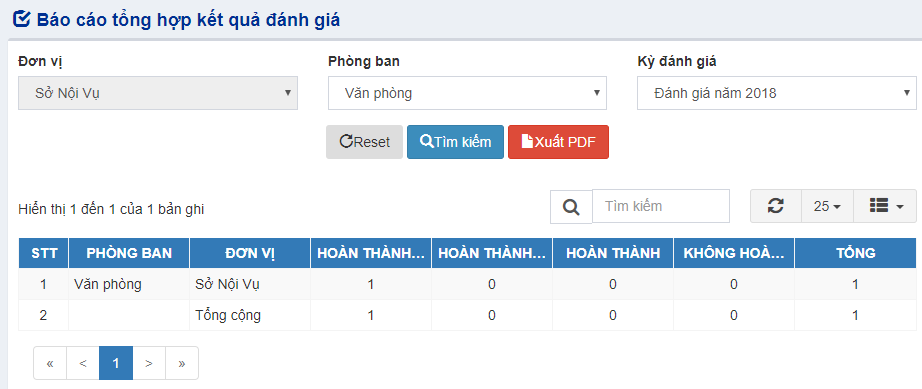 Báo cáo tổng hợp kết quả đánh giá
Đơn vị Phòng ban Kỳ đánh giá
Sở Nội Vụ Văn phòng Đánh giá năm 2018
Reset Tìm kiếm Xuất PDF
Hiển thị 1 đến 1 của 1 bản ghi Tìm kiếm 25
STT PHÒNG BAN ĐƠN VỊ HOÀN THÀNH... HOÀN THÀNH... HOÀN THÀNH KHÔNG HOÀ... TỔNG
1 Văn phòng Sở Nội Vụ 1 0 0 0 1
2 Tổng cộng 1 0 0 0 1
« < 1 > »